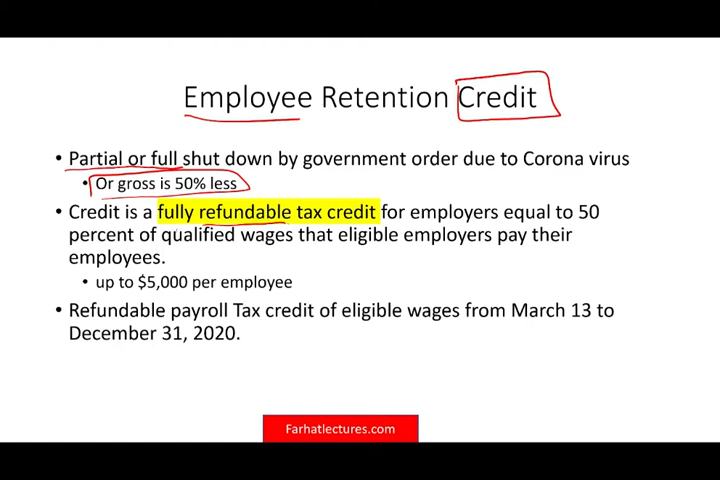 Employee Retention Credit
• Partial or full shut down by government order due to Corona virus
• Or gross is 50% less
• Credit is a fully refundable tax credit for employers equal to 50
percent of qualified wages that eligible employers pay their
employees.
• up to $5,000 per employee
• Refundable payroll Tax credit of eligible wages from March 13 to
December 31, 2020.
Farhatlectures.com